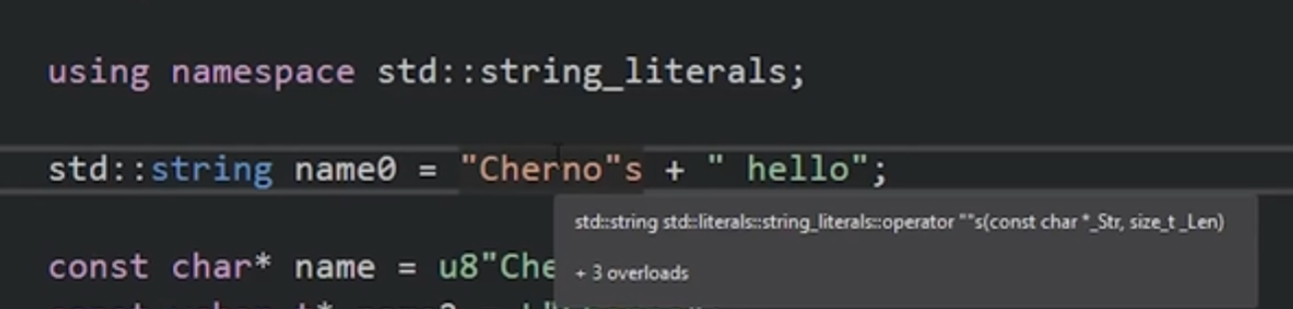 using namespace std::string_literals;
std::string name0 = "Cherno"s + " hello";
std::string std::literals::string_literals::operator ""s(const char *_Str, size_t _Len)
+ 3 overloads
const char* name = u8"Che